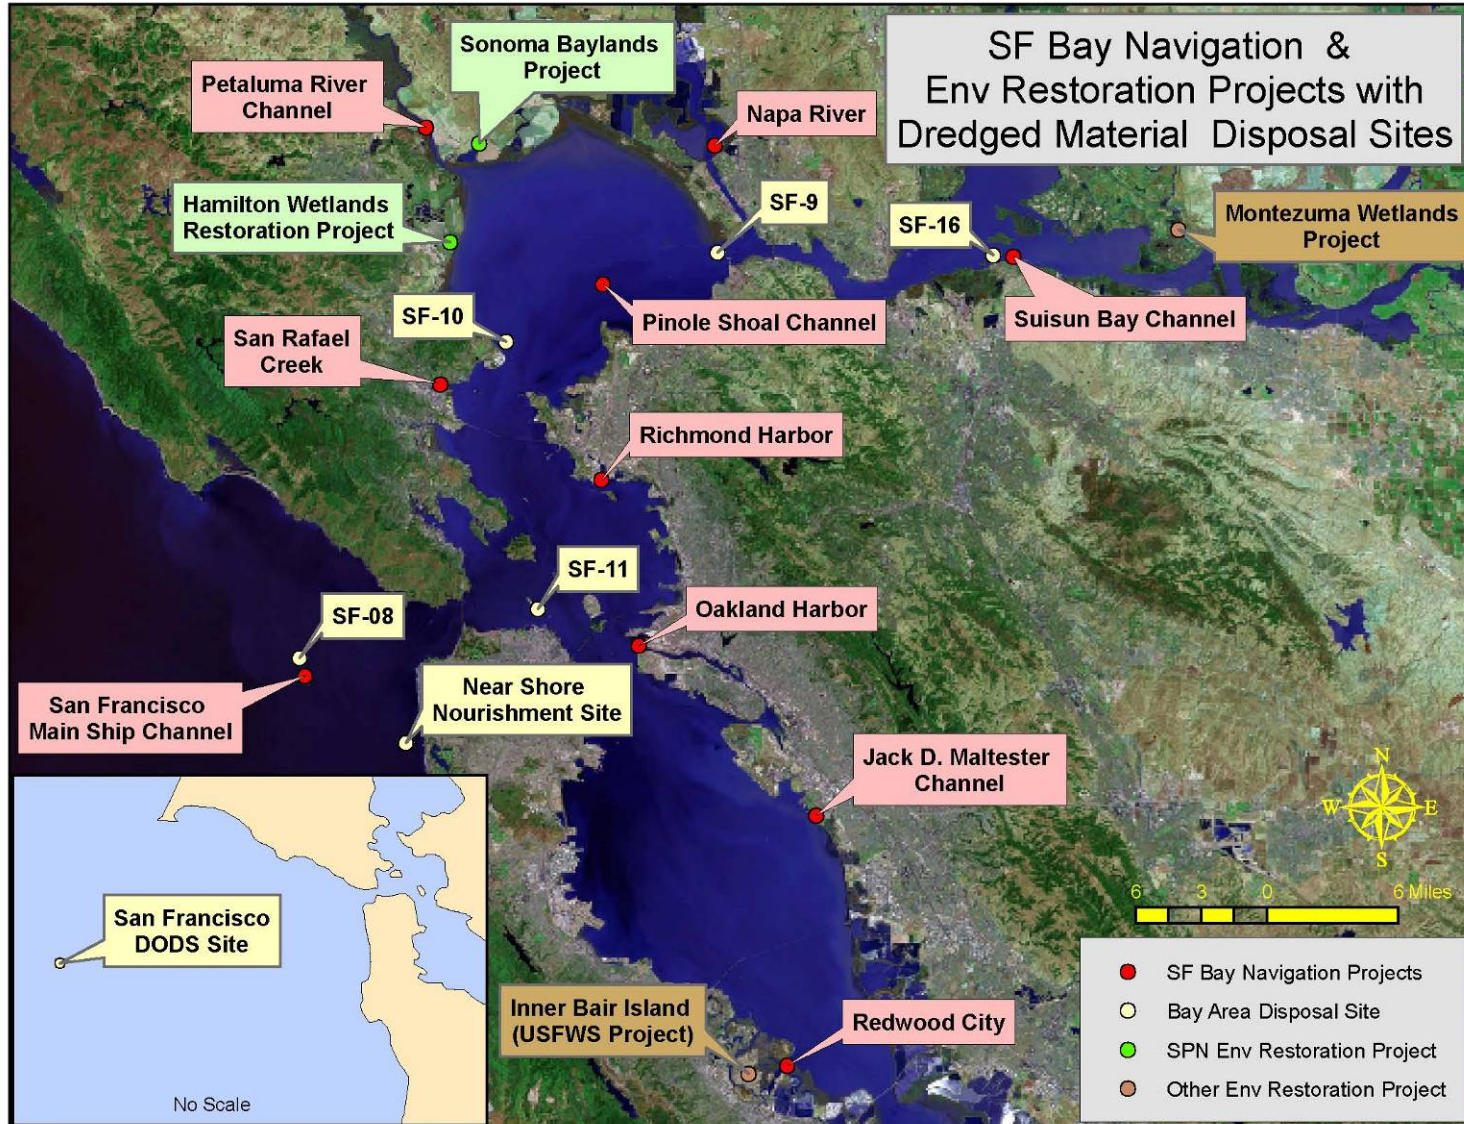 SF Bay Navigation &
Env Restoration Projects with
Dredged Material Disposal Sites
Sonoma Baylands
Project
Petaluma River
Channel
Napa River
Hamilton Wetlands
Restoration Project
SF-9
SF-16
Montezuma Wetlands
Project
SF-10
Pinole Shoal Channel
Suisun Bay Channel
San Rafael
Creek
Richmond Harbor
SF-11
Oakland Harbor
SF-08
San Francisco
Main Ship Channel
Near Shore
Nourishment Site
Jack D. Maltester
Channel
N
W
E
S
6
3
0
6 Miles
San Francisco
DODS Site
No Scale
Inner Bair Island
(USFWS Project)
Redwood City
SF Bay Navigation Projects
Bay Area Disposal Site
SPN Env Restoration Project
Other Env Restoration Project